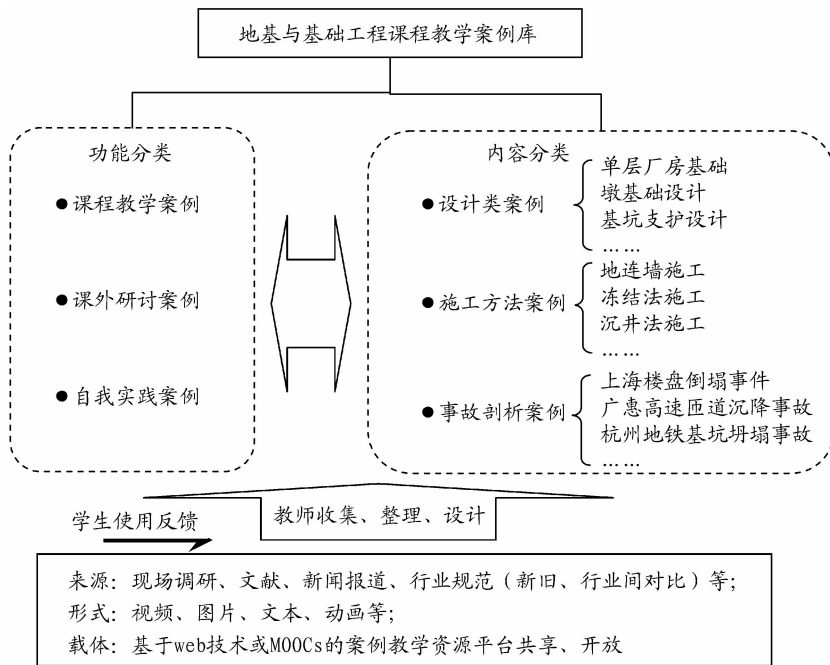 地基与基础工程课程教学案例库
功能分类
●课程教学案例
●课外研讨案例
●自我实践案例
内容分类
●设计类案例
单层厂房基础
墩基础设计
基坑支护设计
……
●施工方法案例
地连墙施工
冻结法施工
沉井法施工
……
●事故剖析案例
上海楼盘倒塌事件
广惠高速匝道沉降事故
杭州地铁基坑坍塌事故
……
学生使用反馈
教师收集、整理、设计
来源：现场调研、文献、新闻报道、行业规范（新旧、行业间对比）等；
形式：视频、图片、文本、动画等；
载体：基于web技术或MOOCs的案例教学资源平台共享、开放